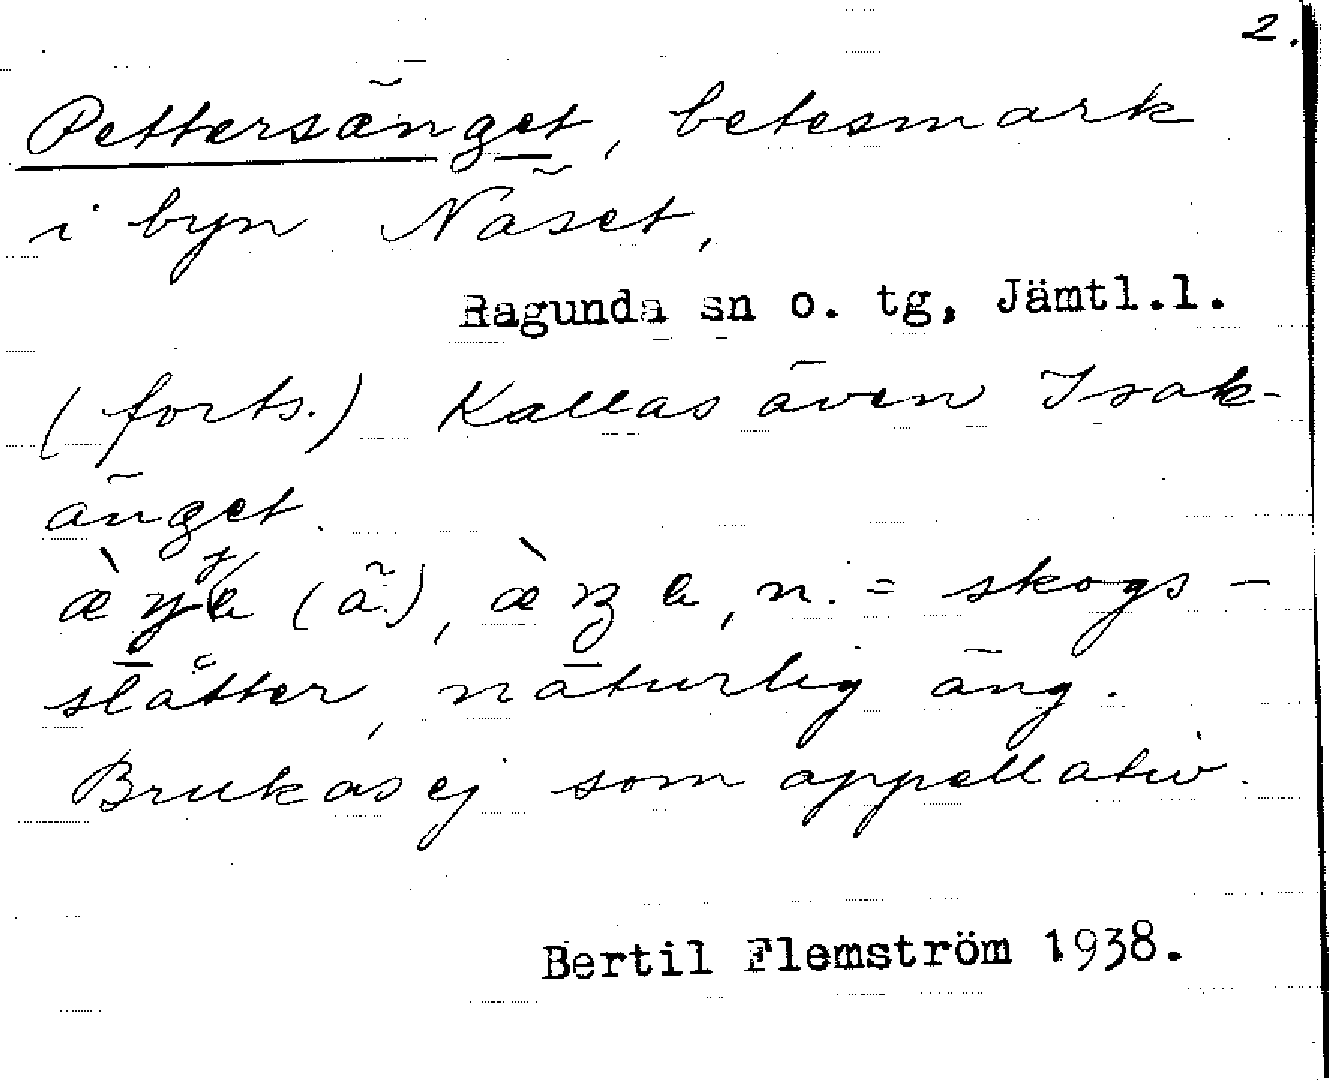 2.
Pettersänget, betesmark
i byn Näset,
Ragunda sn o. tg, Jämtl.l.
(forts.) Kallas även Isak-
änget.
(ä.), n. = skogs-
slåtter, naturlig äng.
Brukas ej som appellativ.
Bertil Flemström 1938.